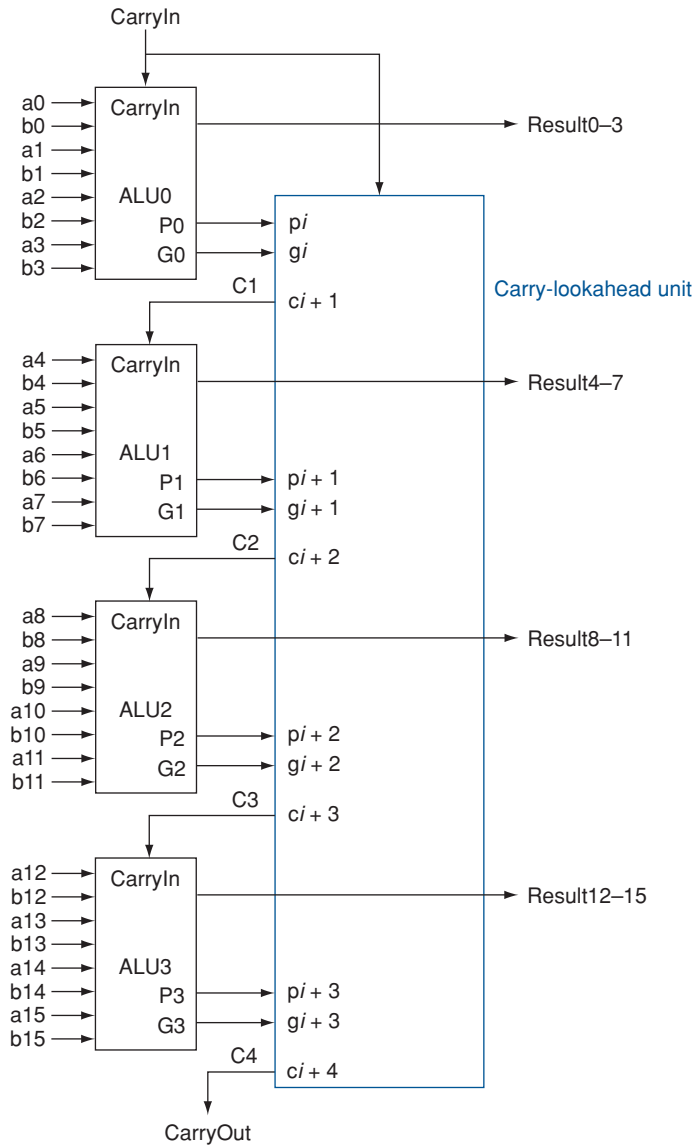 CarryIn
a0
CarryIn
b0
Result0–3
a1
b1
a2
ALU0
b2
P0
pi
a3
G0
gi
b3
C1
ci + 1
Carry-lookahead unit
a4
CarryIn
b4
Result4–7
a5
b5
a6
ALU1
b6
P1
pi + 1
a7
G1
gi + 1
b7
C2
ci + 2
a8
CarryIn
b8
Result8–11
a9
b9
a10
ALU2
b10
P2
pi + 2
a11
G2
gi + 2
b11
C3
ci + 3
a12
CarryIn
b12
Result12–15
a13
b13
a14
ALU3
b14
P3
pi + 3
a15
G3
gi + 3
b15
C4
ci + 4
CarryOut